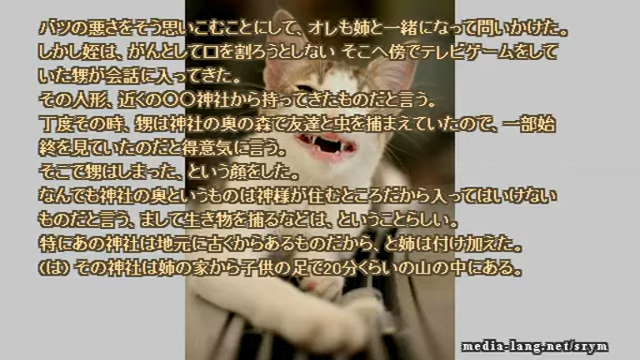 バツの悪さをそう思いこむことにして、オレも姉と一緒になって問いかけた。
しかし姪は、がんとして口を割ろうとしない そこへ傍でテレビゲームをして
いた甥が会話に入ってきた。
その人形、近くの〇〇神社から持ってきたものだと言う。
丁度その時、甥は神社の奥の森で友達と虫を捕まえていたので、一部始
終を見ていたのだと得意気に言う。
そこで甥はしまった、という顔をした。
なんでも神社の奥というものは神様が住むところだから入ってはいけない
ものだと言う、まして生き物を捕るなどは、ということらしい。
特にあの神社は地元に古くからあるものだから、と姉は付け加えた。
(は) その神社は姉の家から子供の足で20分くらいの山の中にある。
media-lang.net/srym